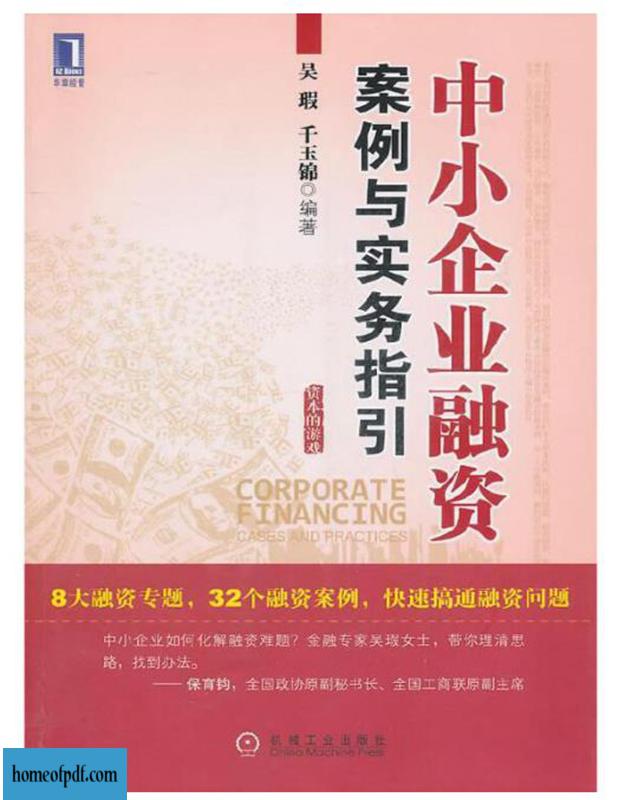 HZ BOOKS
华章经管
吴 瑕 千玉锦◎编著
中小企业融资
案例与实务指引
资本的游戏
CORPORATE
FINANCING
CASES AND PRACTICES
8大融资专题，32个融资案例，快速搞通融资问题
中小企业如何化解融资难题？金融专家吴瑕女士，带你理清思
路，找到办法。
——保育钧，全国政协原副秘书长、全国工商联原副主席
机械工业出版社
China Machine Press
homeofpdf.com